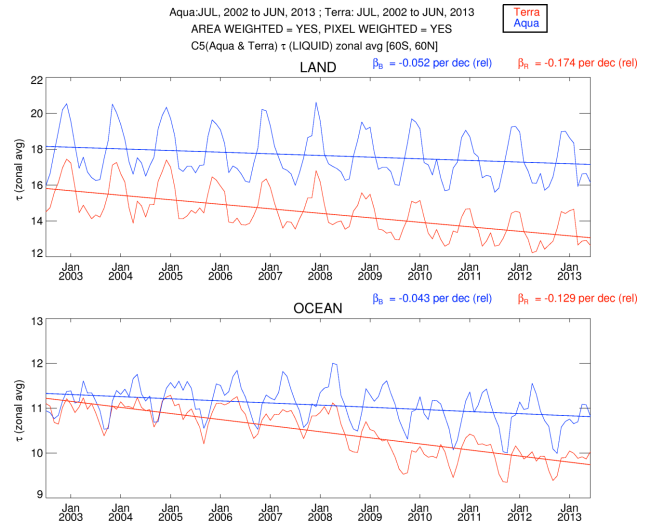 Aqua:JUL, 2002 to JUN, 2013 ; Terra: JUL, 2002 to JUN, 2013
Terra
Aqua
AREA WEIGHTED = YES, PIXEL WEIGHTED = YES
C5(Aqua & Terra) τ (LIQUID) zonal avg [60S, 60N]
LAND
β_B = -0.052 per dec (rel)
β_R = -0.174 per dec (rel)
τ (zonal avg)
22
20
18
16
14
12
Jan 2003
Jan 2004
Jan 2005
Jan 2006
Jan 2007
Jan 2008
Jan 2009
Jan 2010
Jan 2011
Jan 2012
Jan 2013
OCEAN
β_B = -0.043 per dec (rel)
β_R = -0.129 per dec (rel)
τ (zonal avg)
13
12
11
10
9
Jan 2003
Jan 2004
Jan 2005
Jan 2006
Jan 2007
Jan 2008
Jan 2009
Jan 2010
Jan 2011
Jan 2012
Jan 2013